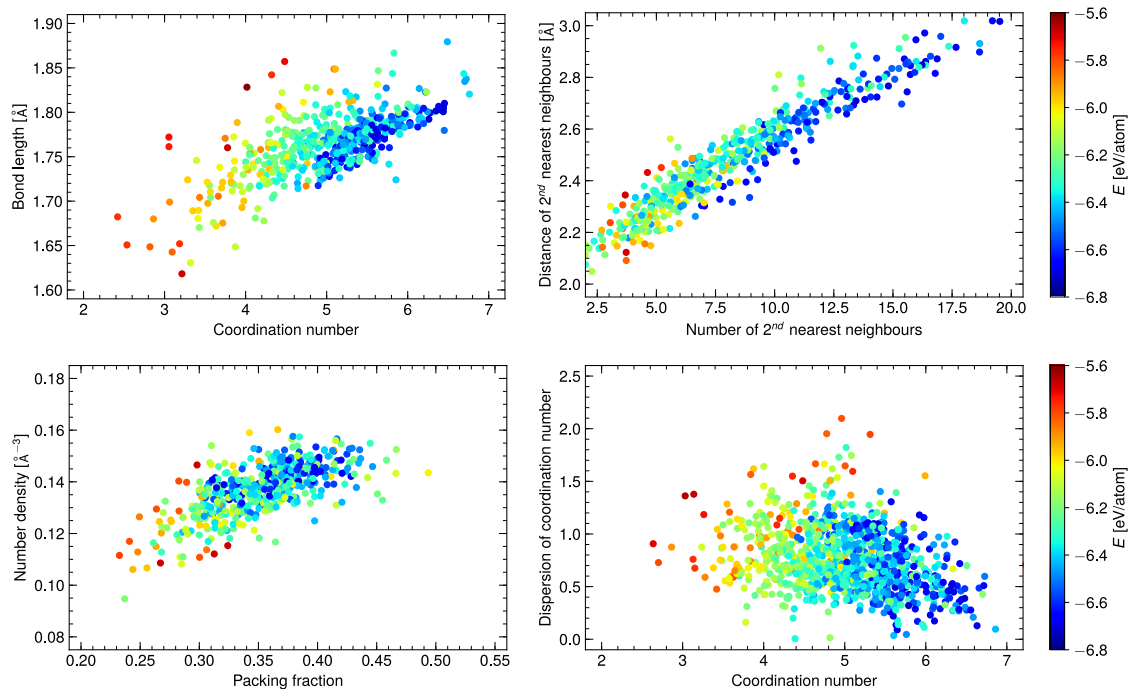 1.90
1.85
1.80
1.75
1.70
1.65
1.60
Bond length [Å]
2 3 4 5 6 7
Coordination number
3.0
2.8
2.6
2.4
2.2
2.0
Distance of 2nd nearest neighbours [Å]
2.5 5.0 7.5 10.0 12.5 15.0 17.5 20.0
Number of 2nd nearest neighbours
−5.6
−5.8
−6.0
−6.2
−6.4
−6.6
−6.8
E [eV/atom]
0.18
0.16
0.14
0.12
0.10
0.08
Number density [Å−3]
0.20 0.25 0.30 0.35 0.40 0.45 0.50 0.55
Packing fraction
2.5
2.0
1.5
1.0
0.5
0.0
Dispersion of coordination number
2 3 4 5 6 7
Coordination number
−5.6
−5.8
−6.0
−6.2
−6.4
−6.6
−6.8
E [eV/atom]